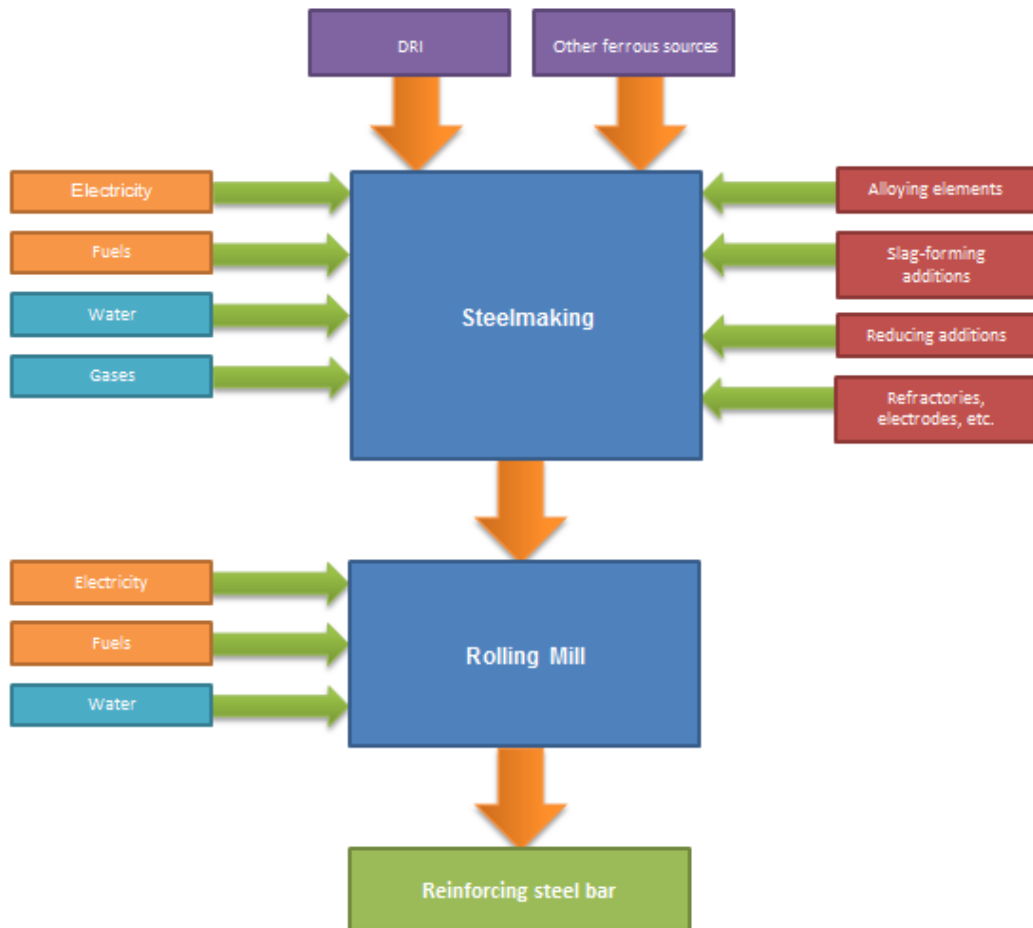 DRI
Other ferrous sources
Electricity
Fuels
Water
Gases
Steelmaking
Alloying elements
Slag-forming
additions
Reducing additions
Refractories,
electrodes, etc.
Electricity
Fuels
Water
Rolling Mill
Reinforcing steel bar